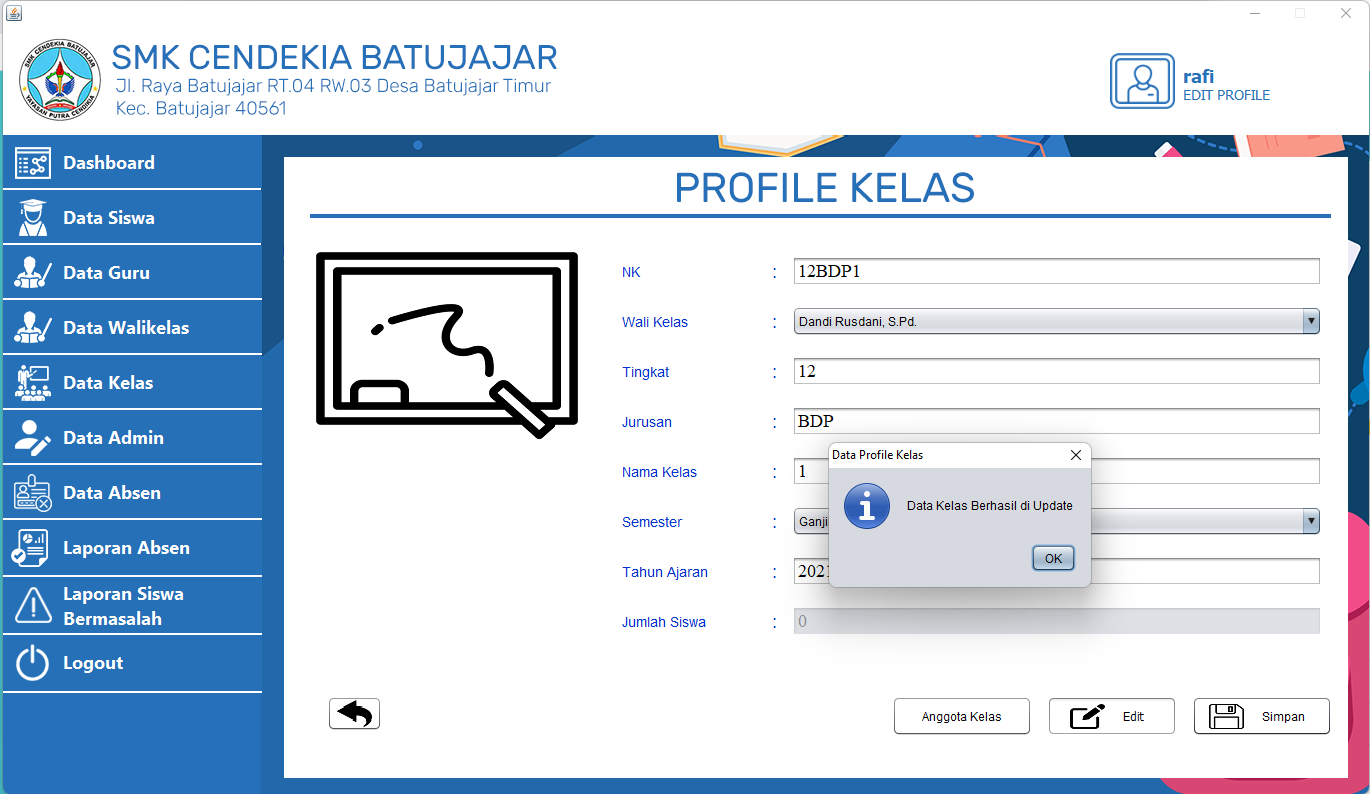 SMK CENDEKIA BATUJAJAR
YAYASAN PUTRA CENDIKIA
SMK CENDEKIA BATUJAJAR
Jl. Raya Batujajar RT.04 RW.03 Desa Batujajar Timur
Kec. Batujajar 40561
rafi
EDIT PROFILE
Dashboard
Data Siswa
Data Guru
Data Walikelas
Data Kelas
Data Admin
Data Absen
Laporan Absen
Laporan Siswa
Bermasalah
Logout
PROFILE KELAS
NK : 12BDP1
Wali Kelas : Dandi Rusdani, S.Pd.
Tingkat : 12
Jurusan : BDP
Nama Kelas : 1
Semester : Ganji
Tahun Ajaran : 2021
Jumlah Siswa : 0
Data Profile Kelas
Data Kelas Berhasil di Update
OK
Anggota Kelas
Edit
Simpan